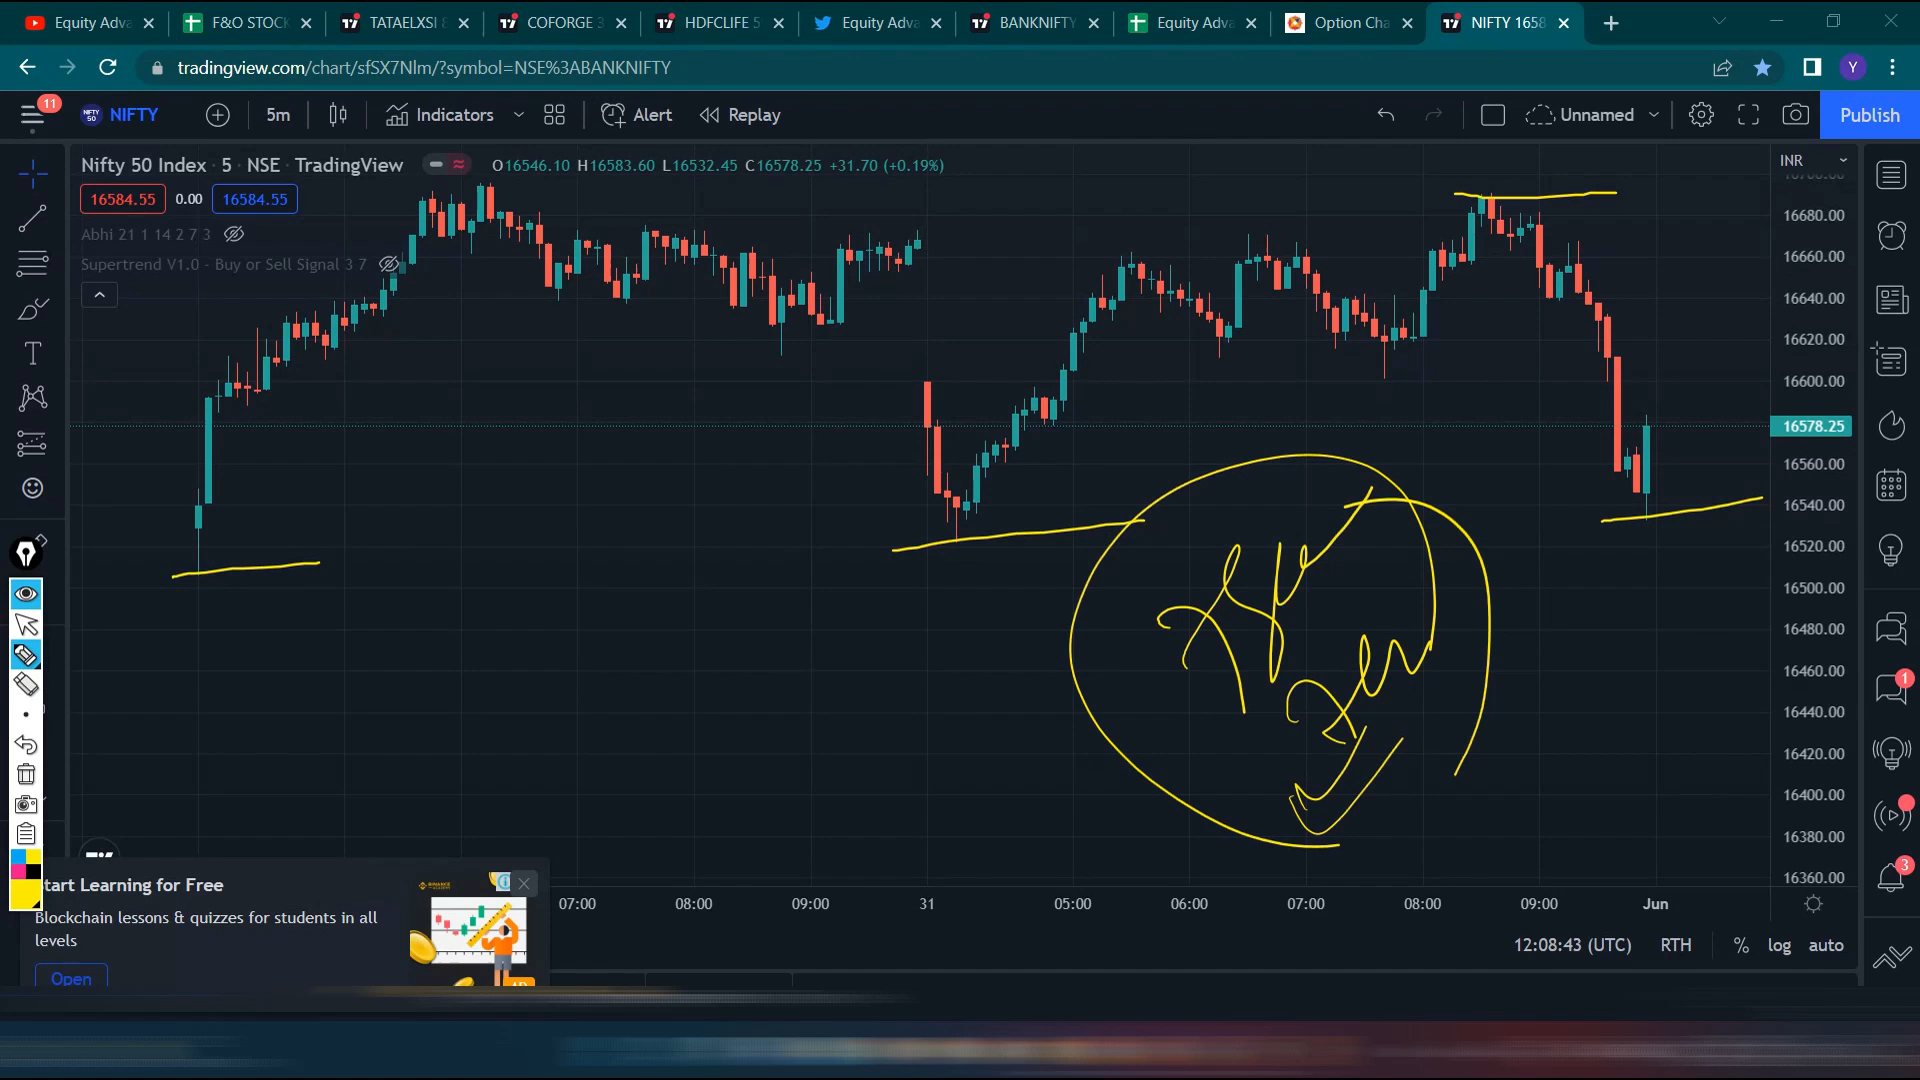 Equity Adva
F&O STOCK
TATAELXSI
COFORGE 3
HDFCLIFE 5
Equity Adva
BANKNIFTY
Equity Adva
Option Cha
NIFTY 1658
tradingview.com/chart/sfSX7Nlm/?symbol=NSE%3ABANKNIFTY
Y
11
NIFTY
5m
Indicators
Alert
Replay
Unnamed
Publish
Nifty 50 Index · 5 · NSE · TradingView
O16546.10 H16583.60 L16532.45 C16578.25 +31.70 (+0.19%)
INR
16584.55 0.00 16584.55
Abhi 21 1 14 2 7 3
Supertrend V1.0 - Buy or Sell Signal 3 7
16680.00
16660.00
16640.00
16620.00
16600.00
16578.25
16560.00
16540.00
16520.00
16500.00
16480.00
16460.00
16440.00
16420.00
16400.00
16380.00
16360.00
1
3
tart Learning for Free
Blockchain lessons & quizzes for students in all
levels
Open
07:00
08:00
09:00
31
05:00
06:00
07:00
08:00
09:00
Jun
12:08:43 (UTC)
RTH
%
log
auto